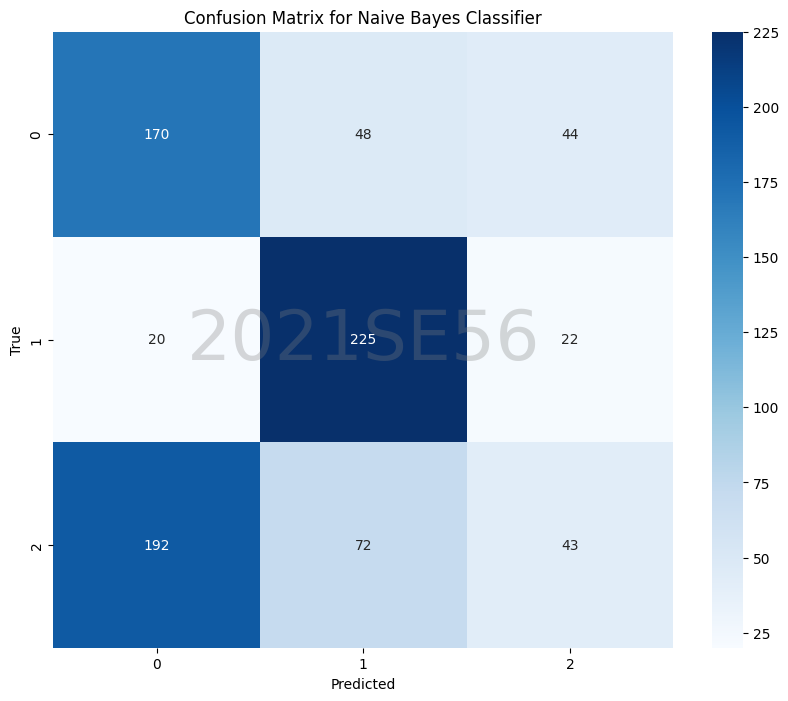 Confusion Matrix for Naive Bayes Classifier
225
0 170 48 44
200
175
150
True 1 20 225 22
2021SE56
125
100
75
2 192 72 43
50
25
0 1 2
Predicted